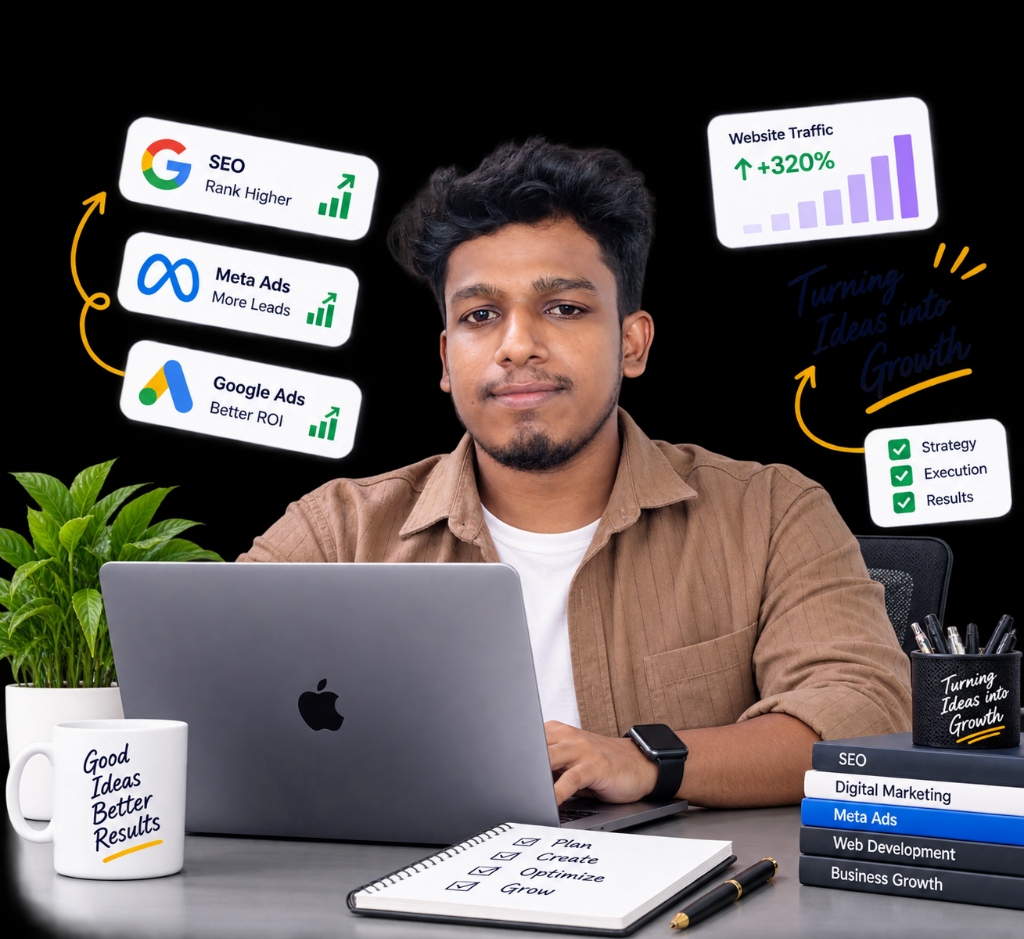 SEO
Rank Higher
Meta Ads
More Leads
Google Ads
Better ROI
Website Traffic
+320%
Turning
Ideas into
Growth
Strategy
Execution
Results
Good
Ideas
Better
Results
Plan
Create
Optimize
Grow
Turning
Ideas into
Growth
SEO
Digital Marketing
Meta Ads
Web Development
Business Growth